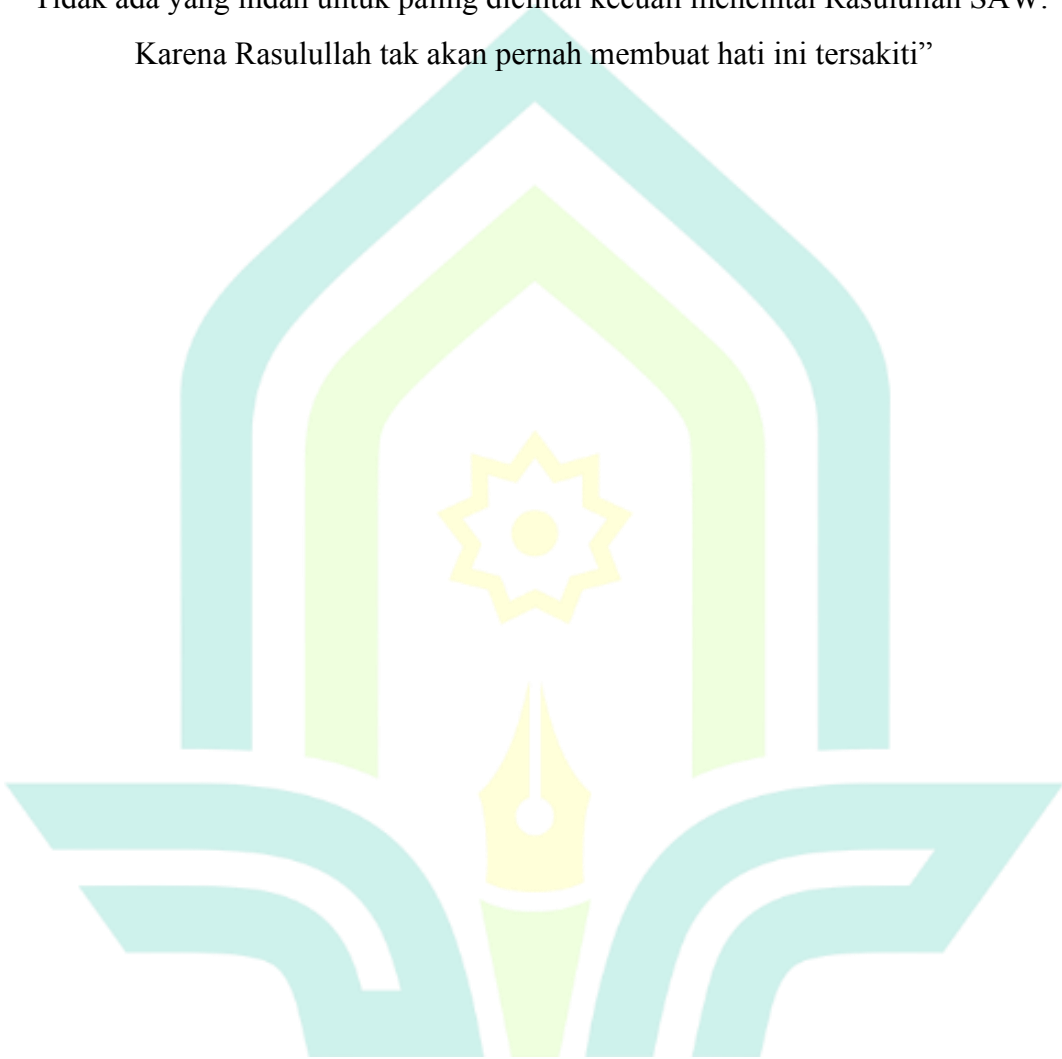 Tidak ada yang indah untuk paling dicintai kecuali mencintai Rasulullah SAW.
Karena Rasulullah tak akan pernah membuat hati ini tersakiti”